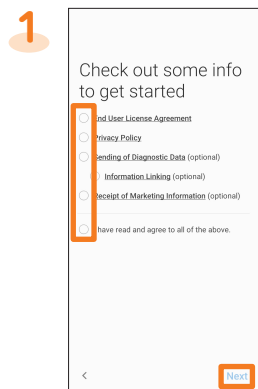 1
Check out some info
to get started
End User License Agreement
Privacy Policy
Sending of Diagnostic Data (optional)
Information Linking (optional)
Receipt of Marketing Information (optional)
I have read and agree to all of the above.
Next